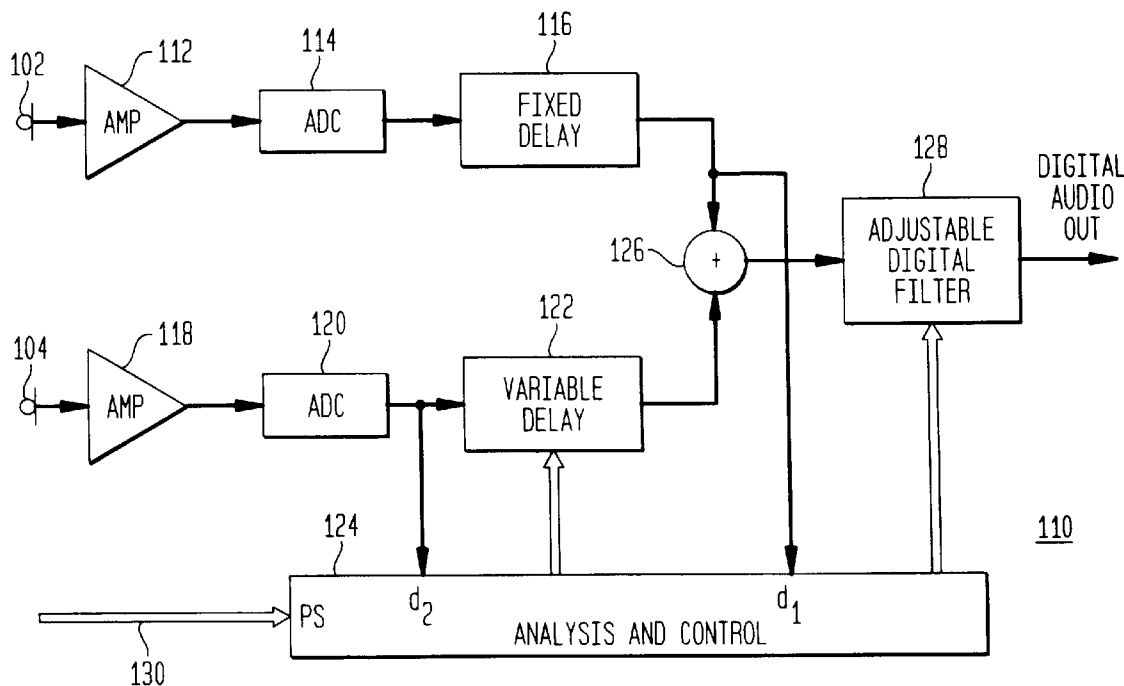 102
112
AMP
114
ADC
116
FIXED
DELAY
126
+
128
ADJUSTABLE
DIGITAL
FILTER
DIGITAL
AUDIO
OUT
104
118
AMP
120
ADC
122
VARIABLE
DELAY
110
124
PS
d2
d1
ANALYSIS AND CONTROL
130